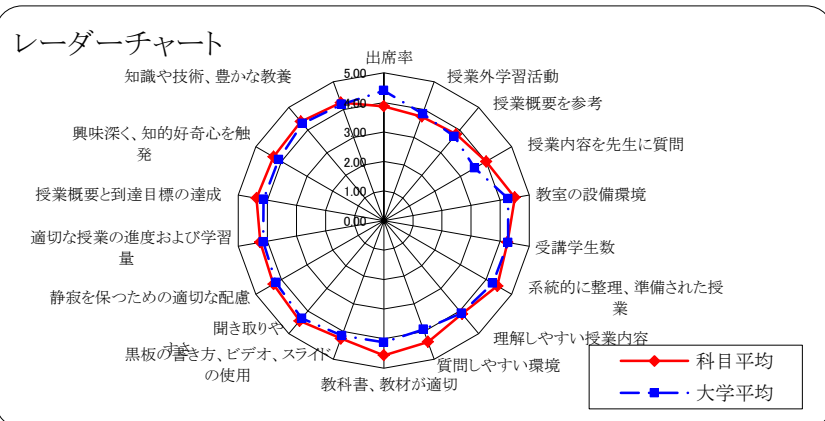 レーダーチャート
出席率
授業外学習活動
授業概要を参考
授業内容を先生に質問
教室の設備環境
受講学生数
系統的に整理、準備された授
業
理解しやすい授業内容
質問しやすい環境
教科書、教材が適切
黒板の書き方、ビデオ、スライド
の使用
聞き取りや
すさ
静寂を保つための適切な配慮
適切な授業の進度および学習
量
授業概要と到達目標の達成
興味深く、知的好奇心を触
発
知識や技術、豊かな教養
5.00
4.00
3.00
2.00
1.00
0.00
科目平均
大学平均